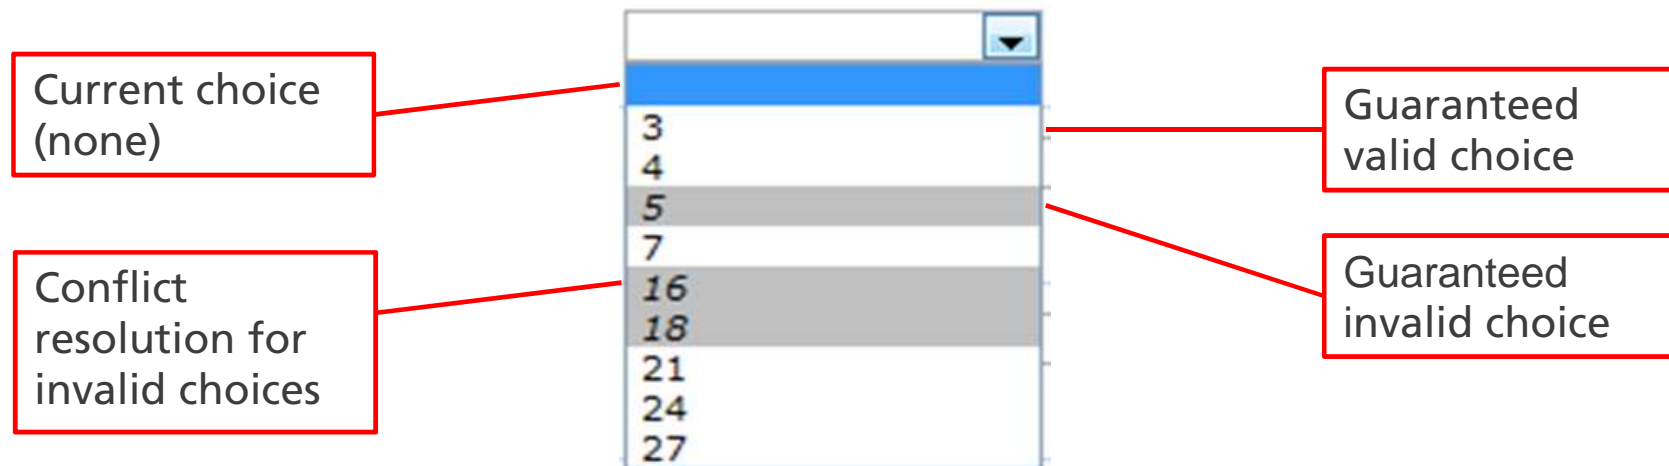 Current choice
(none)
Conflict
resolution for
invalid choices
3
4
5
7
16
18
21
24
27
Guaranteed
valid choice
Guaranteed
invalid choice